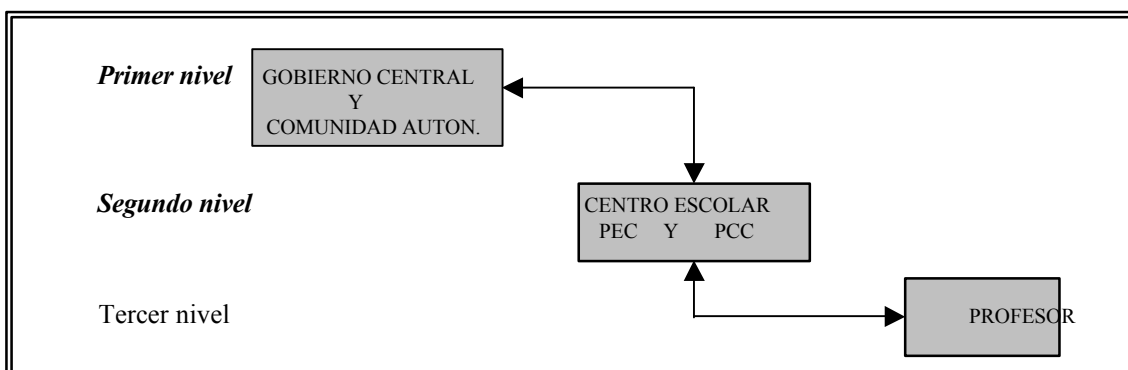 Primer nivel
GOBIERNO CENTRAL
Y
COMUNIDAD AUTON.
Segundo nivel
CENTRO ESCOLAR
PEC Y PCC
Tercer nivel
PROFESOR